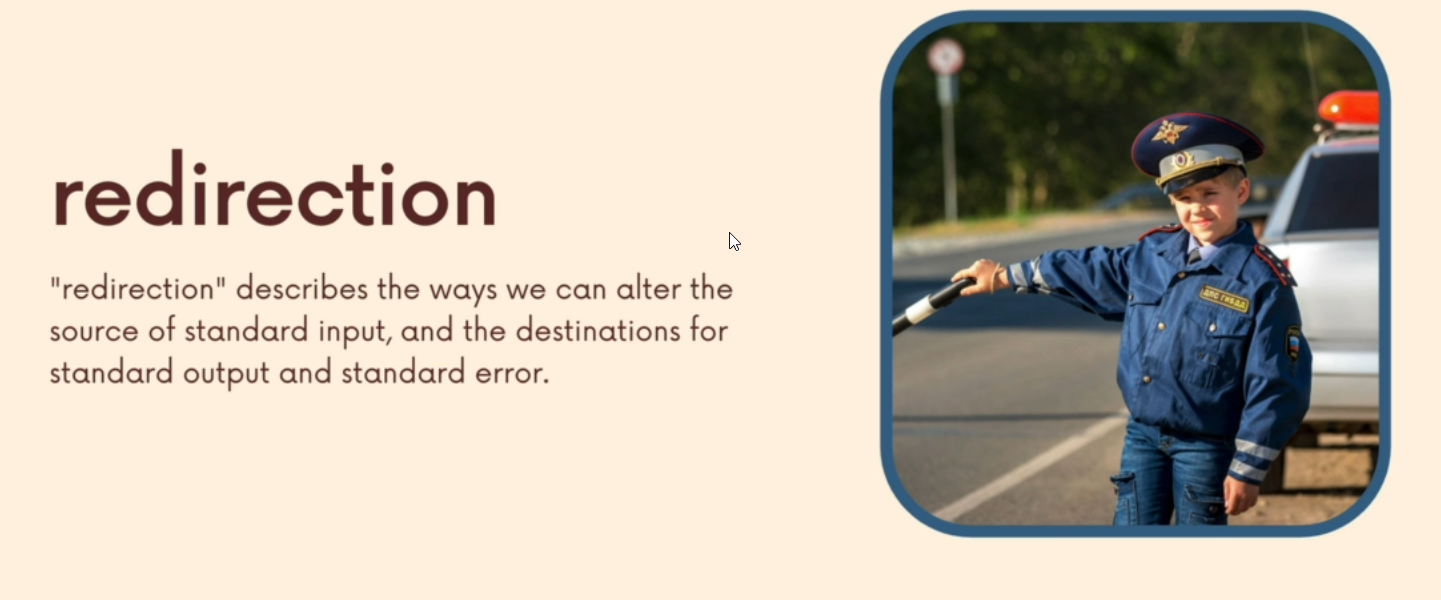 redirection
"redirection" describes the ways we can alter the
source of standard input, and the destinations for
standard output and standard error.
ДПС ГИБДД